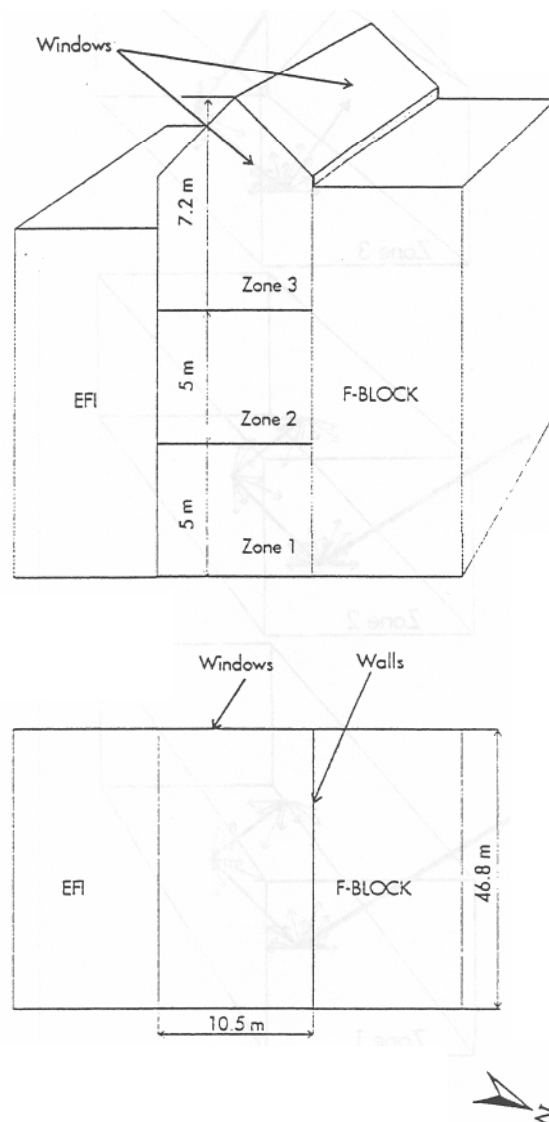 Windows
7.2 m
Zone 3
5 m
EFI
F-BLOCK
Zone 2
5 m
Zone 1
Windows
Walls
EFI
F-BLOCK
46.8 m
10.5 m
N